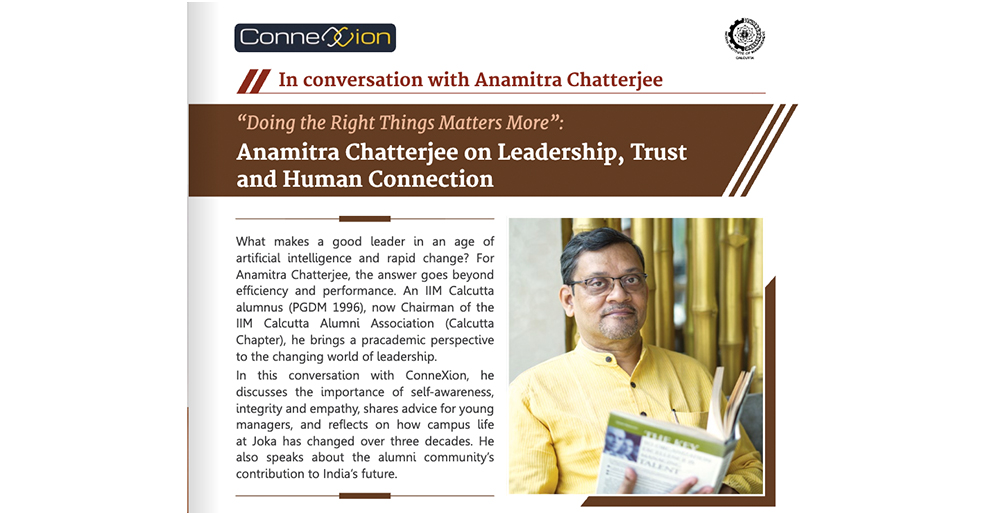 ConneXion
CALCUTTA
In conversation with Anamitra Chatterjee
“Doing the Right Things Matters More”:
Anamitra Chatterjee on Leadership, Trust
and Human Connection
What makes a good leader in an age of
artificial intelligence and rapid change? For
Anamitra Chatterjee, the answer goes beyond
efficiency and performance. An IIM Calcutta
alumnus (PGDM 1996), now Chairman of the
IIM Calcutta Alumni Association (Calcutta
Chapter), he brings a pracademic perspective
to the changing world of leadership.
In this conversation with ConneXion, he
discusses the importance of self-awareness,
integrity and empathy, shares advice for young
managers, and reflects on how campus life
at Joka has changed over three decades. He
also speaks about the alumni community’s
contribution to India’s future.
THE KEY
TALENT